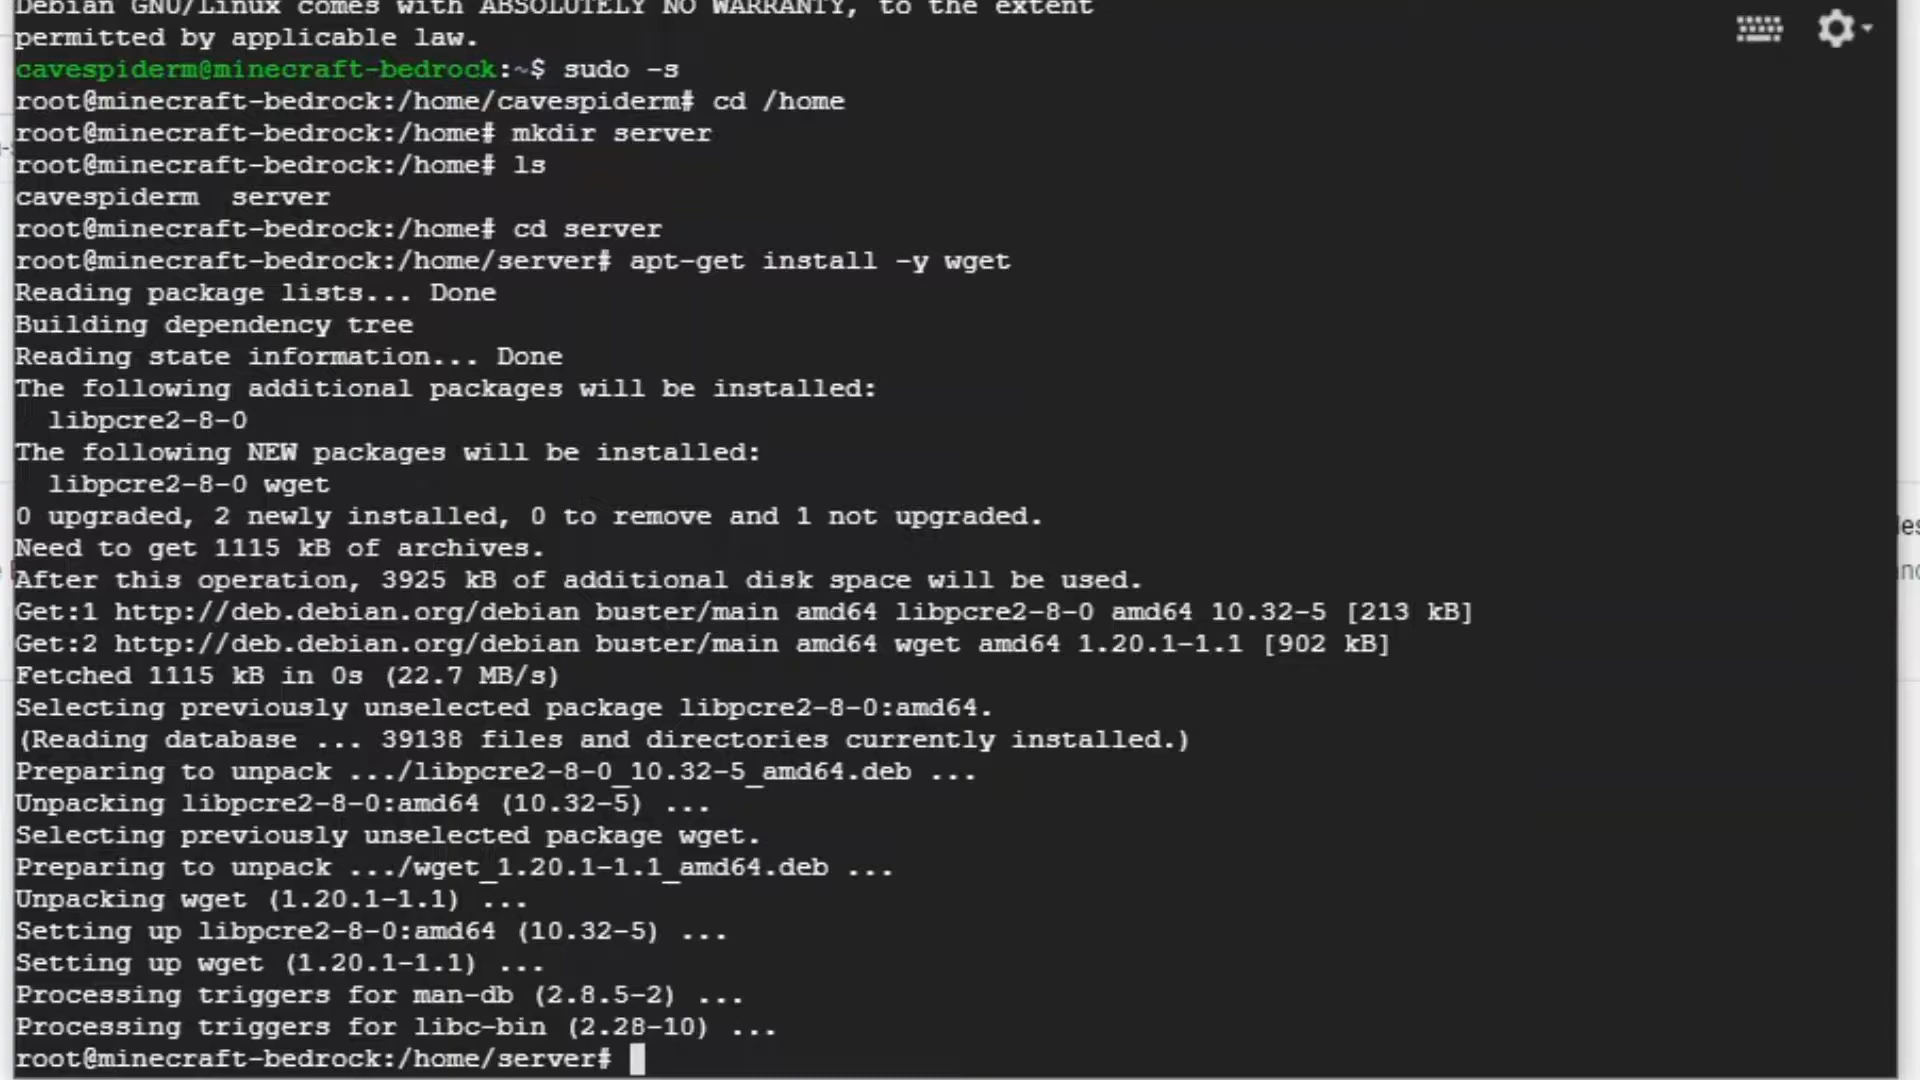 Debian GNU/Linux comes with ABSOLUTELY NO WARRANTY, to the extent
permitted by applicable law.
cavespiderm@minecraft-bedrock:~$ sudo -s
root@minecraft-bedrock:/home/cavespiderm# cd /home
root@minecraft-bedrock:/home# mkdir server
root@minecraft-bedrock:/home# ls
cavespiderm  server
root@minecraft-bedrock:/home# cd server
root@minecraft-bedrock:/home/server# apt-get install -y wget
Reading package lists... Done
Building dependency tree
Reading state information... Done
The following additional packages will be installed:
  libpcre2-8-0
The following NEW packages will be installed:
  libpcre2-8-0 wget
0 upgraded, 2 newly installed, 0 to remove and 1 not upgraded.
Need to get 1115 kB of archives.
After this operation, 3925 kB of additional disk space will be used.
Get:1 http://deb.debian.org/debian buster/main amd64 libpcre2-8-0 amd64 10.32-5 [213 kB]
Get:2 http://deb.debian.org/debian buster/main amd64 wget amd64 1.20.1-1.1 [902 kB]
Fetched 1115 kB in 0s (22.7 MB/s)
Selecting previously unselected package libpcre2-8-0:amd64.
(Reading database ... 39138 files and directories currently installed.)
Preparing to unpack .../libpcre2-8-0_10.32-5_amd64.deb ...
Unpacking libpcre2-8-0:amd64 (10.32-5) ...
Selecting previously unselected package wget.
Preparing to unpack .../wget_1.20.1-1.1_amd64.deb ...
Unpacking wget (1.20.1-1.1) ...
Setting up libpcre2-8-0:amd64 (10.32-5) ...
Setting up wget (1.20.1-1.1) ...
Processing triggers for man-db (2.8.5-2) ...
Processing triggers for libc-bin (2.28-10) ...
root@minecraft-bedrock:/home/server#